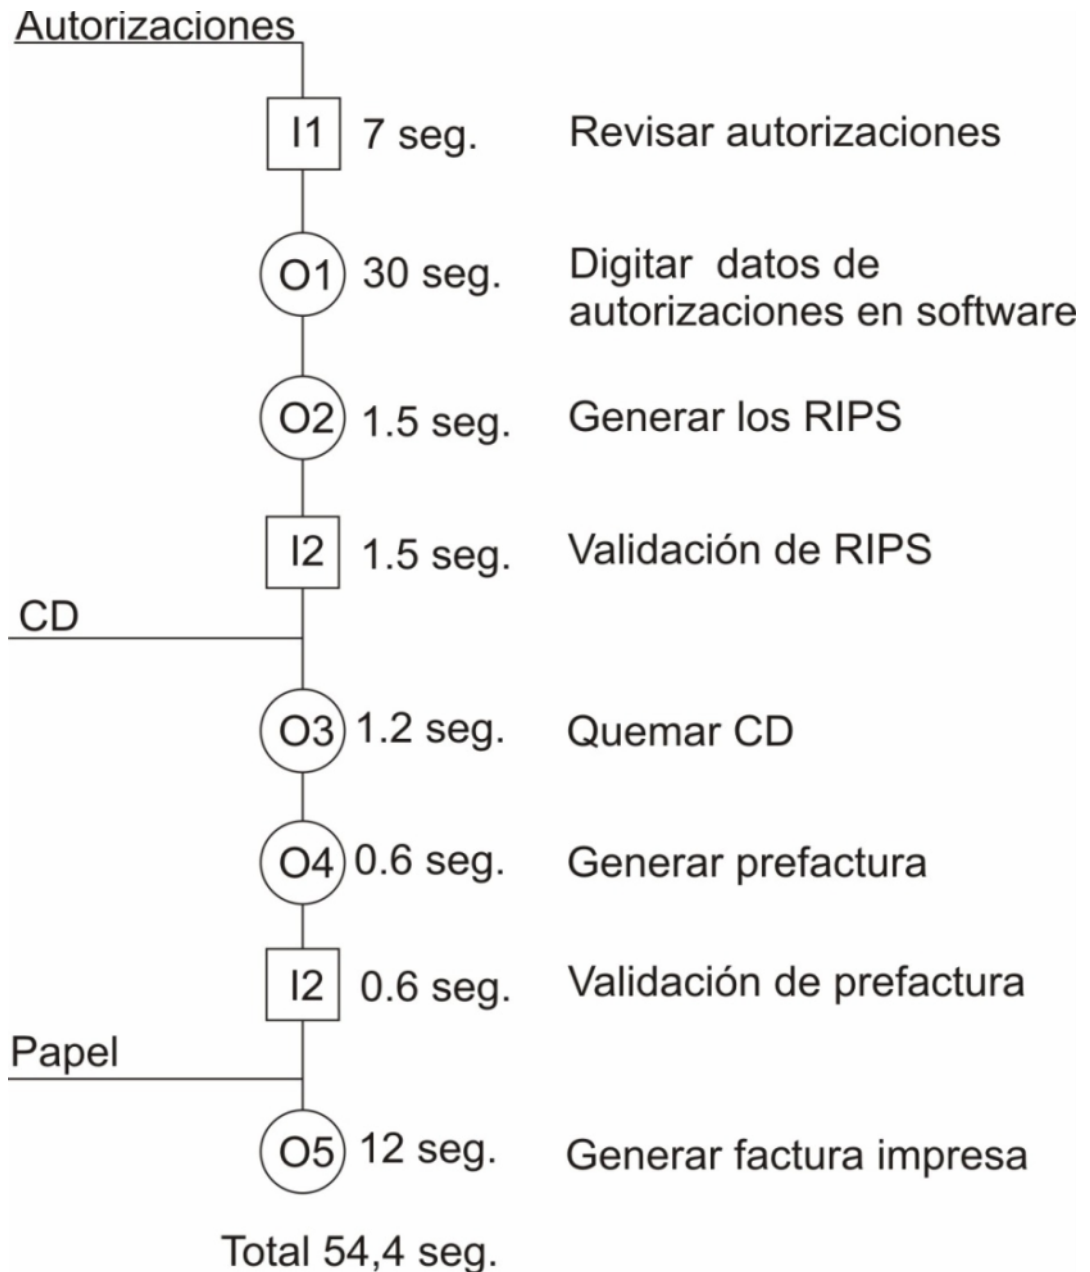 Autorizaciones
I1 7 seg. Revisar autorizaciones
O1 30 seg. Digitar datos de
autorizaciones en software
O2 1.5 seg. Generar los RIPS
I2 1.5 seg. Validación de RIPS
CD
O3 1.2 seg. Quemar CD
O4 0.6 seg. Generar prefactura
I2 0.6 seg. Validación de prefactura
Papel
O5 12 seg. Generar factura impresa
Total 54,4 seg.